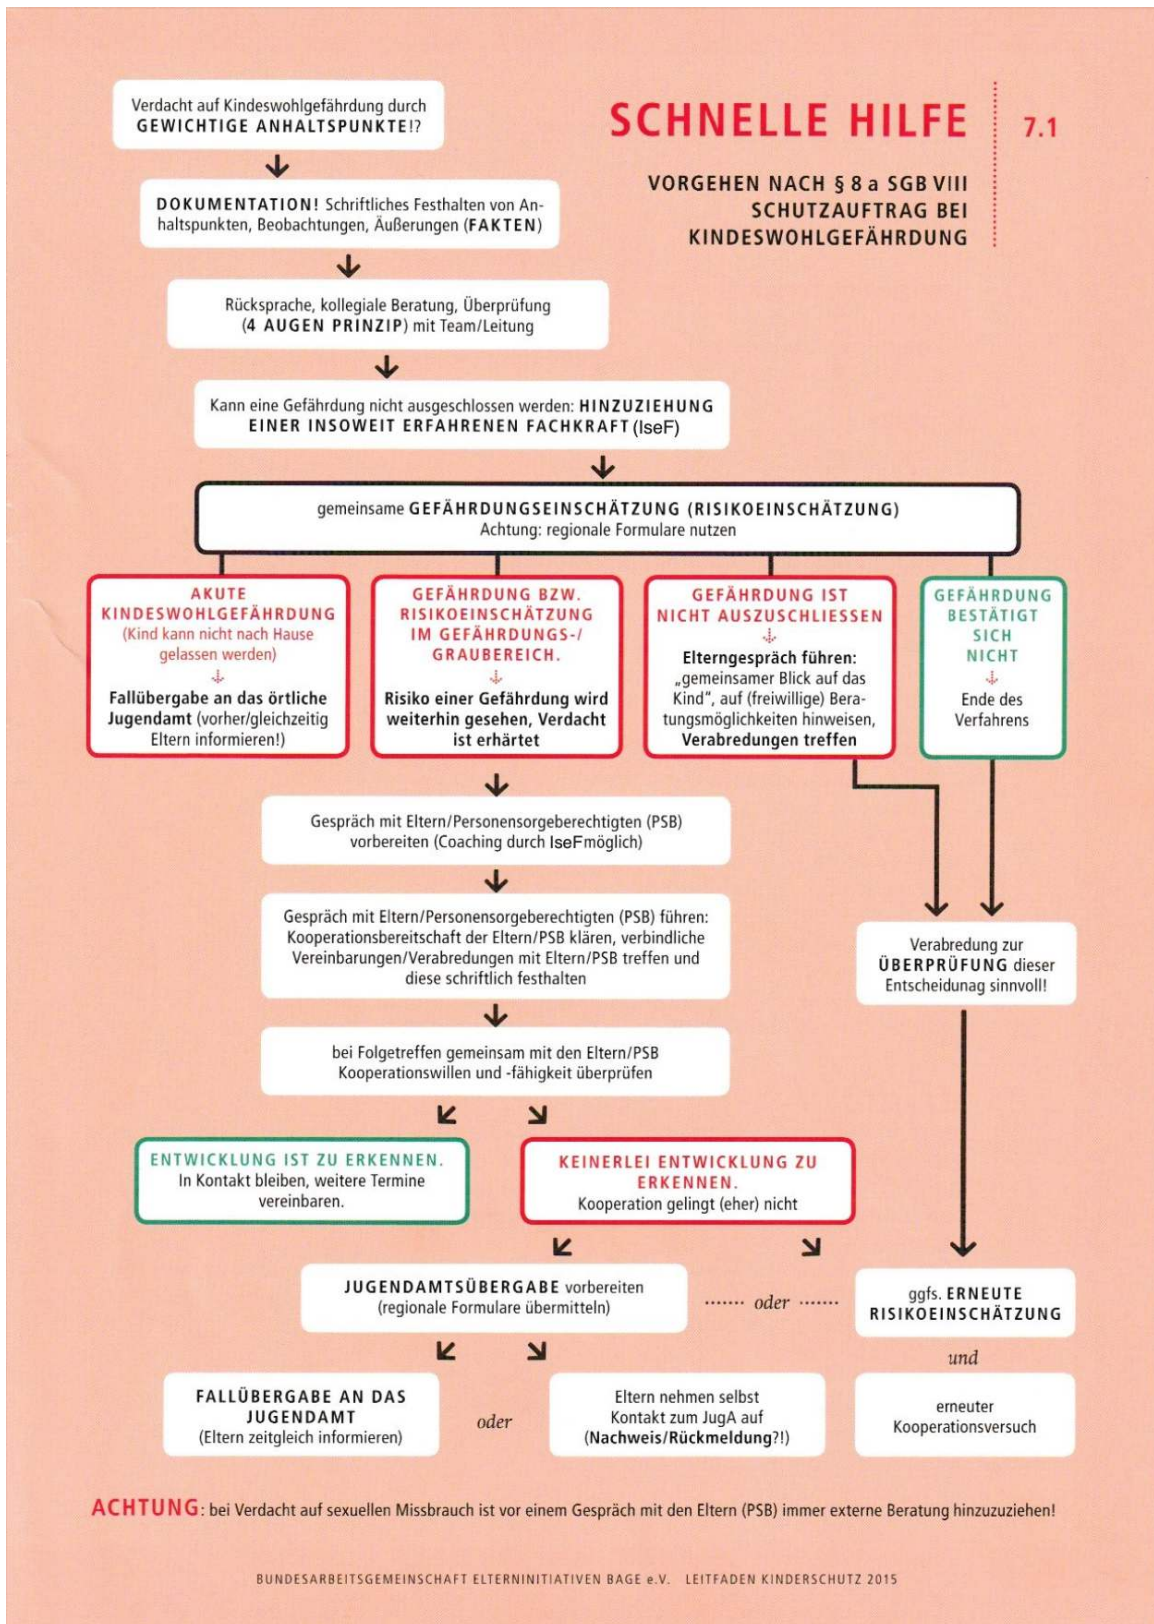 Verdacht auf Kindeswohlgefährdung durch
GEWICHTIGE ANHALTSPUNKTE!?
SCHNELLE HILFE
7.1
VORGEHEN NACH § 8 a SGB VIII
SCHUTZAUFTRAG BEI
KINDESWOHLGEFÄHRDUNG
DOKUMENTATION! Schriftliches Festhalten von An-
haltspunkten, Beobachtungen, Äußerungen (FAKTEN)
Rücksprache, kollegiale Beratung, Überprüfung
(4 AUGEN PRINZIP) mit Team/Leitung
Kann eine Gefährdung nicht ausgeschlossen werden: HINZUZIEHUNG
EINER INSOWEIT ERFAHRENEN FACHKRAFT (IseF)
gemeinsame GEFÄHRDUNGSEINSCHÄTZUNG (RISIKOEINSCHÄTZUNG)
Achtung: regionale Formulare nutzen
AKUTE
KINDESWOHLGEFÄHRDUNG
(Kind kann nicht nach Hause
gelassen werden)
Fallübergabe an das örtliche
Jugendamt (vorher/gleichzeitig
Eltern informieren!)
GEFÄHRDUNG BZW.
RISIKOEINSCHÄTZUNG
IM GEFÄHRDUNGS-/
GRAUBEREICH.
Risiko einer Gefährdung wird
weiterhin gesehen, Verdacht
ist erhärtet
GEFÄHRDUNG IST
NICHT AUSZUSCHLIESSEN
Elterngespräch führen:
„gemeinsamer Blick auf das
Kind“, auf (freiwillige) Bera-
tungsmöglichkeiten hinweisen,
Verabredungen treffen
GEFÄHRDUNG
BESTÄTIGT
SICH
NICHT
Ende des
Verfahrens
Gespräch mit Eltern/Personensorgeberechtigten (PSB)
vorbereiten (Coaching durch IseF möglich)
Gespräch mit Eltern/Personensorgeberechtigten (PSB) führen:
Kooperationsbereitschaft der Eltern/PSB klären, verbindliche
Vereinbarungen/Verabredungen mit Eltern/PSB treffen und
diese schriftlich festhalten
Verabredung zur
ÜBERPRÜFUNG dieser
Entscheidunag sinnvoll!
bei Folgetreffen gemeinsam mit den Eltern/PSB
Kooperationswillen und -fähigkeit überprüfen
ENTWICKLUNG IST ZU ERKENNEN.
In Kontakt bleiben, weitere Termine
vereinbaren.
KEINERLEI ENTWICKLUNG ZU
ERKENNEN.
Kooperation gelingt (eher) nicht
JUGENDAMTSÜBERGABE vorbereiten
(regionale Formulare übermitteln)
....... oder .......
ggfs. ERNEUTE
RISIKOEINSCHÄTZUNG
und
FALLÜBERGABE AN DAS
JUGENDAMT
(Eltern zeitgleich informieren)
oder
Eltern nehmen selbst
Kontakt zum JugA auf
(Nachweis/Rückmeldung?!)
erneuter
Kooperationsversuch
ACHTUNG: bei Verdacht auf sexuellen Missbrauch ist vor einem Gespräch mit den Eltern (PSB) immer externe Beratung hinzuzuziehen!
BUNDESARBEITSGEMEINSCHAFT ELTERNINITIATIVEN BAGE e.V. LEITFADEN KINDERSCHUTZ 2015